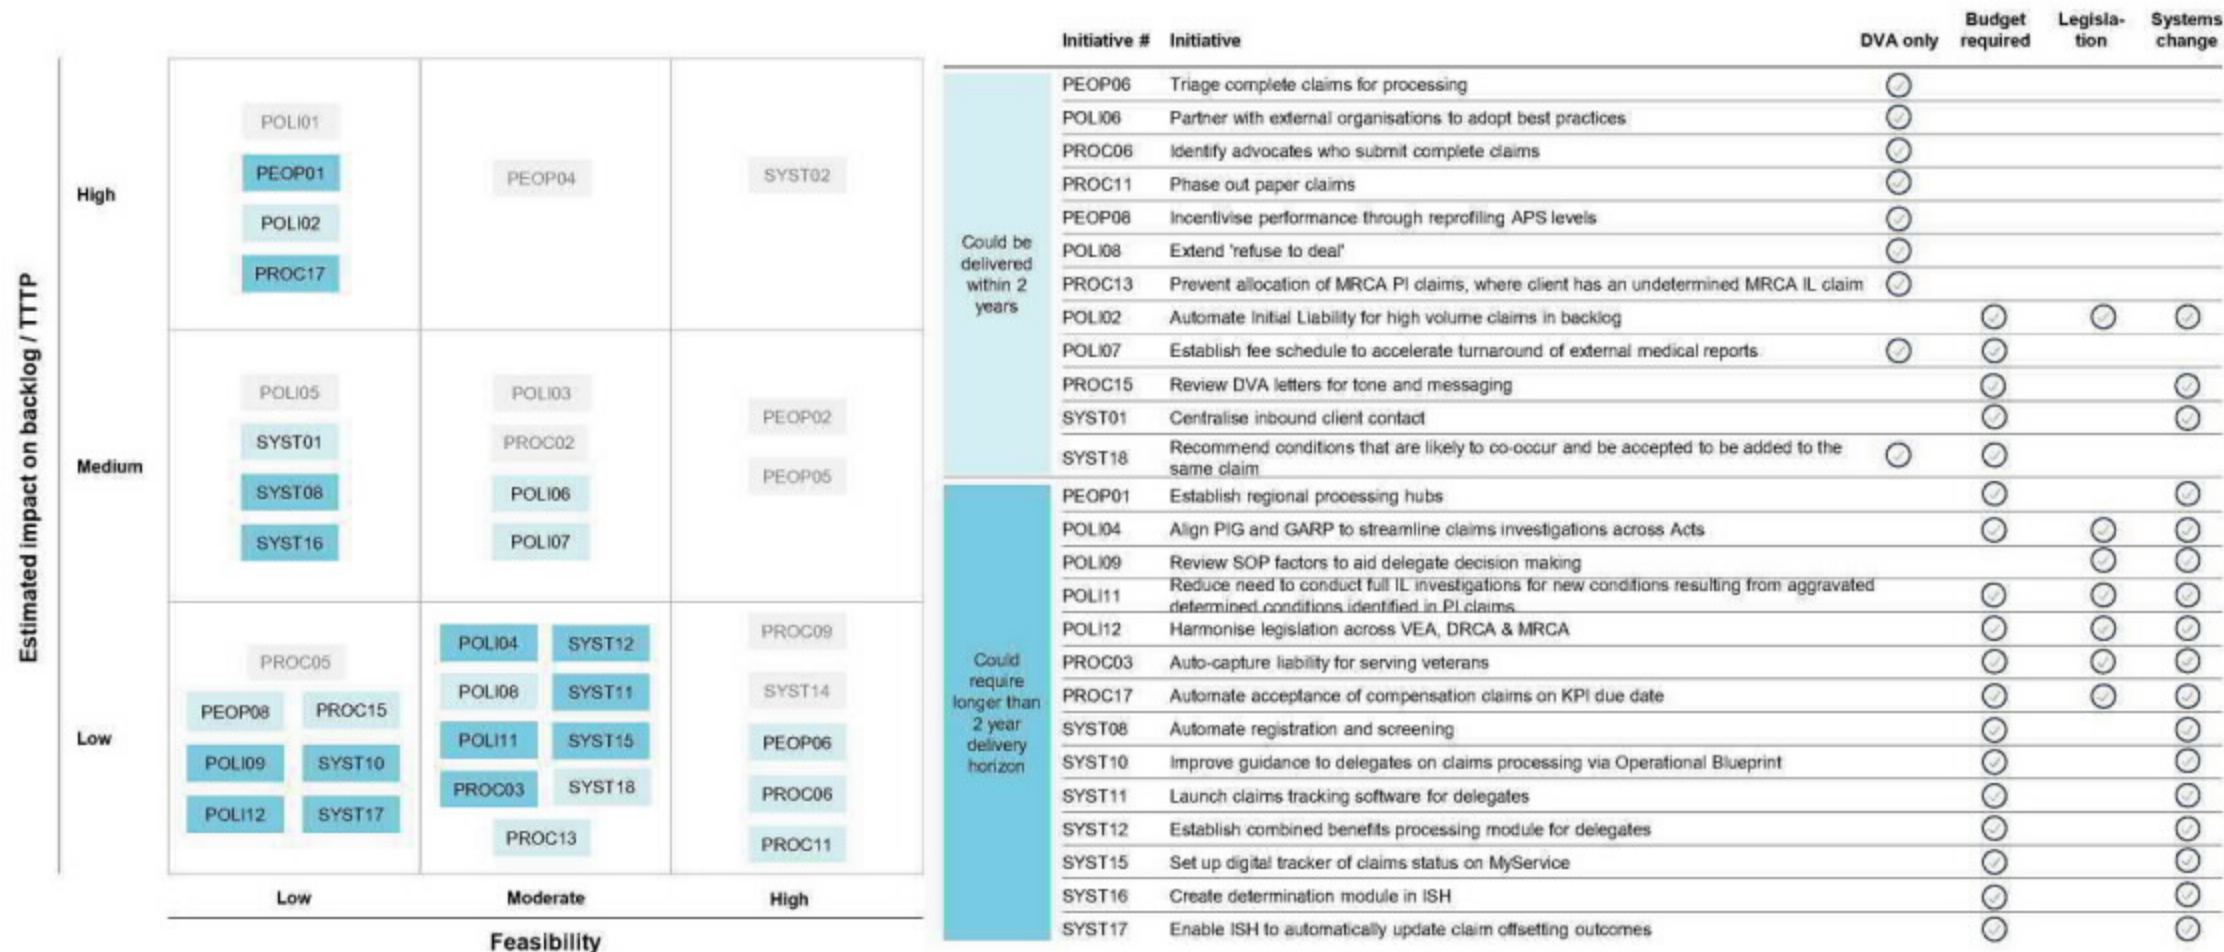 Estimated impact on backlog / TTTP
High
POLI01
PEOP01
POLI02
PROC17
PEOP04
SYST02
Medium
POLI05
SYST01
SYST08
SYST16
POLI03
PROC02
POLI06
POLI07
PEOP02
PEOP05
Low
PROC05
PEOP08 PROC15
POLI09 SYST10
POLI12 SYST17
POLI04 SYST12
POLI08 SYST11
POLI11 SYST15
PROC03 SYST18
PROC13
PROC09
SYST14
PEOP06
PROC06
PROC11
Low Moderate High
Feasibility
Initiative # Initiative DVA only Budget required Legisla-tion Systems change
Could be
delivered
within 2
years
PEOP06 Triage complete claims for processing
POLI06 Partner with external organisations to adopt best practices
PROC06 Identify advocates who submit complete claims
PROC11 Phase out paper claims
PEOP08 Incentivise performance through reprofiling APS levels
POLI08 Extend 'refuse to deal'
PROC13 Prevent allocation of MRCA PI claims, where client has an undetermined MRCA IL claim
POLI02 Automate Initial Liability for high volume claims in backlog
POLI07 Establish fee schedule to accelerate turnaround of external medical reports
PROC15 Review DVA letters for tone and messaging
SYST01 Centralise inbound client contact
SYST18 Recommend conditions that are likely to co-occur and be accepted to be added to the
same claim
Could
require
longer than
2 year
delivery
horizon
PEOP01 Establish regional processing hubs
POLI04 Align PIG and GARP to streamline claims investigations across Acts
POLI09 Review SOP factors to aid delegate decision making
POLI11 Reduce need to conduct full IL investigations for new conditions resulting from aggravated
determined conditions identified in PI claims
POLI12 Harmonise legislation across VEA, DRCA & MRCA
PROC03 Auto-capture liability for serving veterans
PROC17 Automate acceptance of compensation claims on KPI due date
SYST08 Automate registration and screening
SYST10 Improve guidance to delegates on claims processing via Operational Blueprint
SYST11 Launch claims tracking software for delegates
SYST12 Establish combined benefits processing module for delegates
SYST15 Set up digital tracker of claims status on MyService
SYST16 Create determination module in ISH
SYST17 Enable ISH to automatically update claim offsetting outcomes